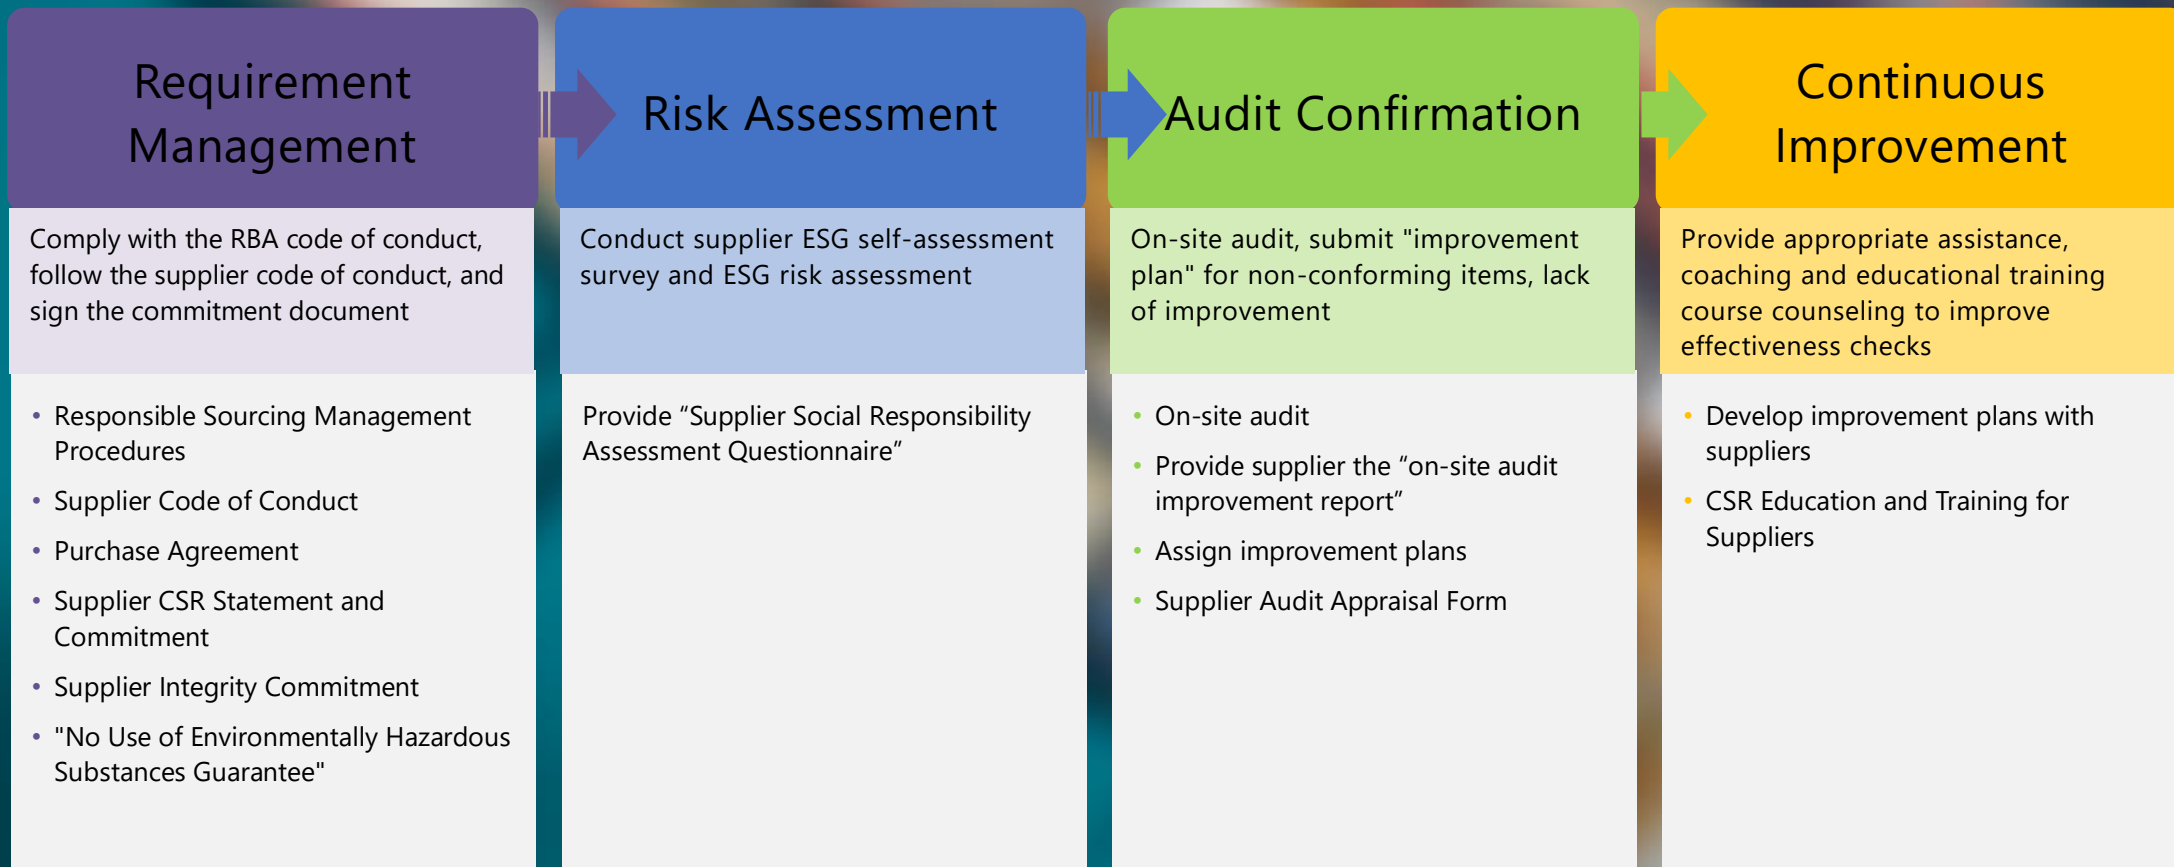 Requirement
Management
Comply with the RBA code of conduct,
follow the supplier code of conduct, and
sign the commitment document
• Responsible Sourcing Management
Procedures
• Supplier Code of Conduct
• Purchase Agreement
• Supplier CSR Statement and
Commitment
• Supplier Integrity Commitment
• "No Use of Environmentally Hazardous
Substances Guarantee"
Risk Assessment
Conduct supplier ESG self-assessment
survey and ESG risk assessment
Provide “Supplier Social Responsibility
Assessment Questionnaire”
Audit Confirmation
On-site audit, submit "improvement
plan" for non-conforming items, lack
of improvement
• On-site audit
• Provide supplier the “on-site audit
improvement report”
• Assign improvement plans
• Supplier Audit Appraisal Form
Continuous
Improvement
Provide appropriate assistance,
coaching and educational training
course counseling to improve
effectiveness checks
• Develop improvement plans with
suppliers
• CSR Education and Training for
Suppliers